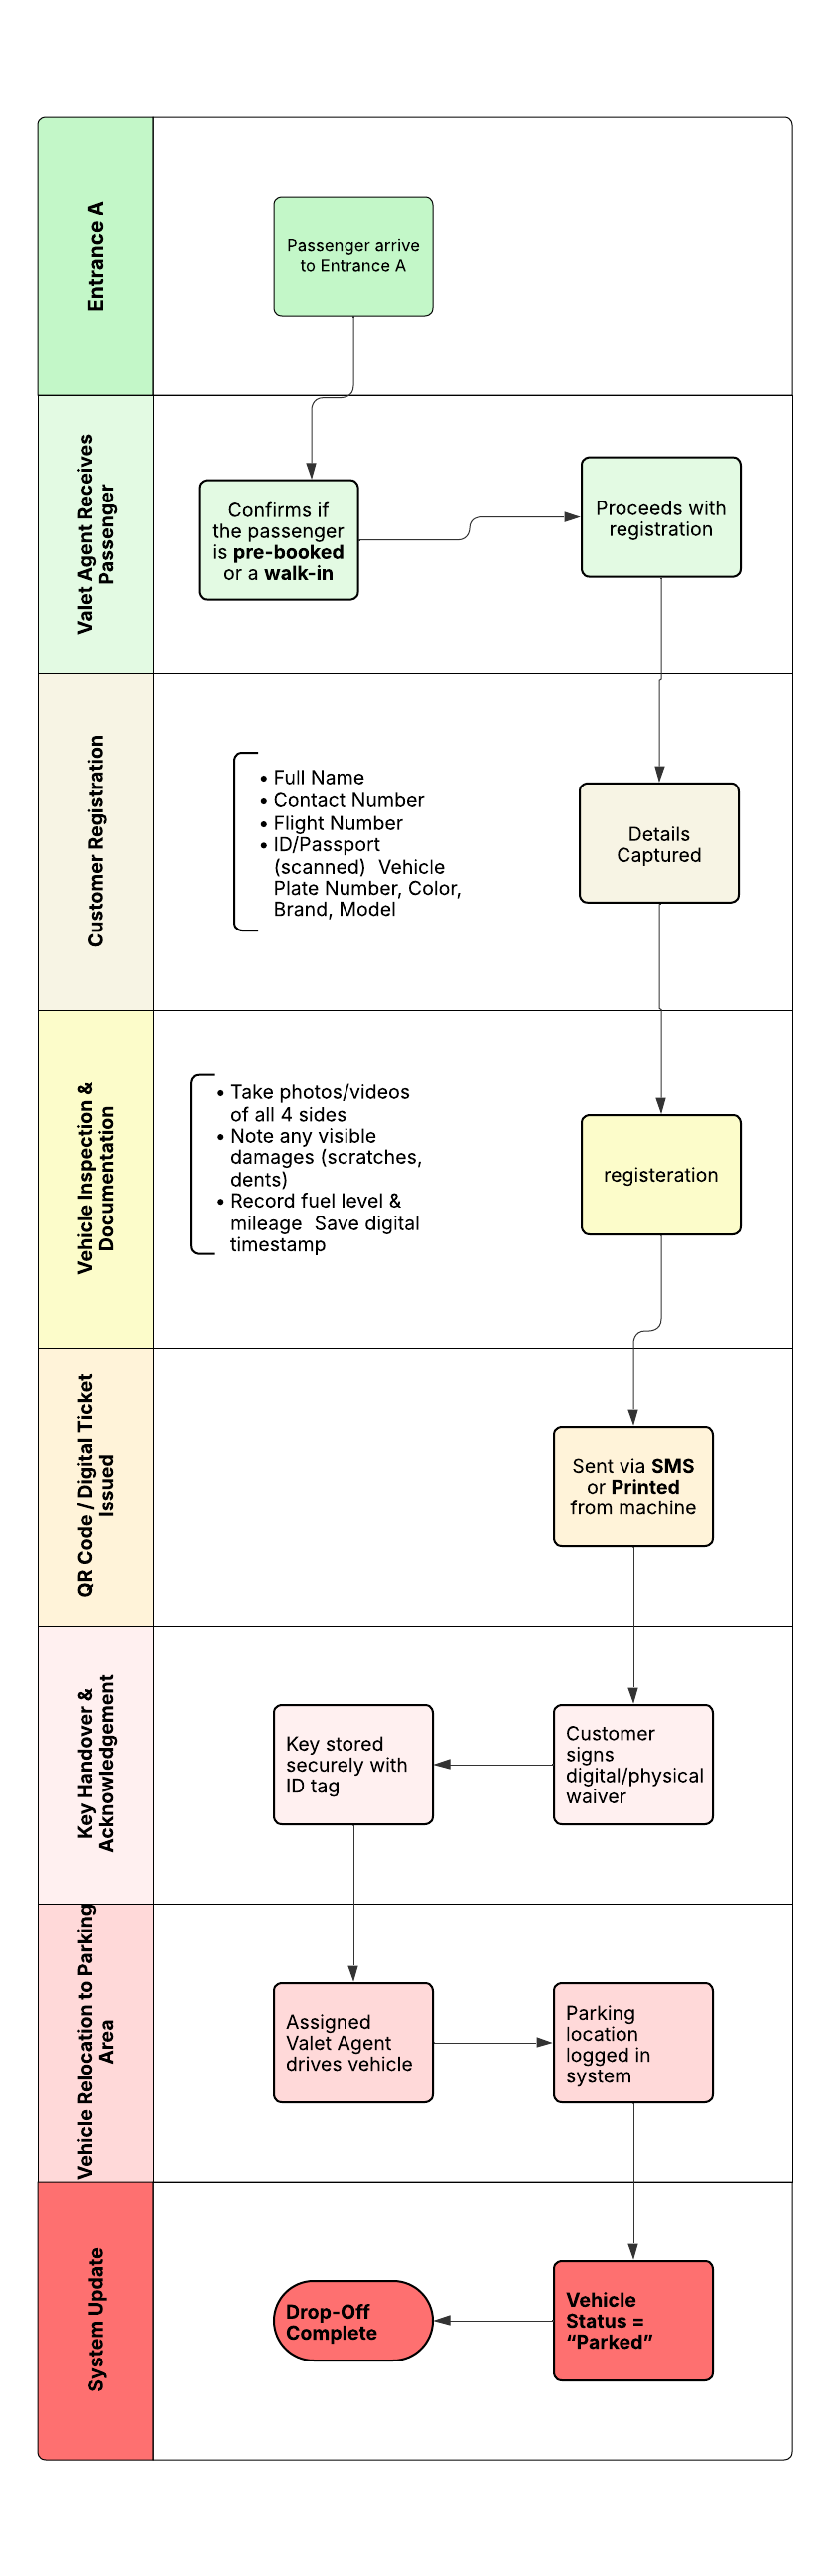 Entrance A
Passenger arrive
to Entrance A
Valet Agent Receives
Passenger
Confirms if
the passenger
is pre-booked
or a walk-in
Proceeds with
registration
Customer Registration
• Full Name
• Contact Number
• Flight Number
• ID/Passport
(scanned)  Vehicle
Plate Number, Color,
Brand, Model
Details
Captured
Vehicle Inspection &
Documentation
• Take photos/videos
of all 4 sides
• Note any visible
damages (scratches,
dents)
• Record fuel level &
mileage  Save digital
timestamp
registeration
QR Code / Digital Ticket
Issued
Sent via SMS
or Printed
from machine
Key Handover &
Acknowledgement
Key stored
securely with
ID tag
Customer
signs
digital/physical
waiver
Vehicle Relocation to Parking
Area
Assigned
Valet Agent
drives vehicle
Parking
location
logged in
system
System Update
Drop-Off
Complete
Vehicle
Status =
“Parked”